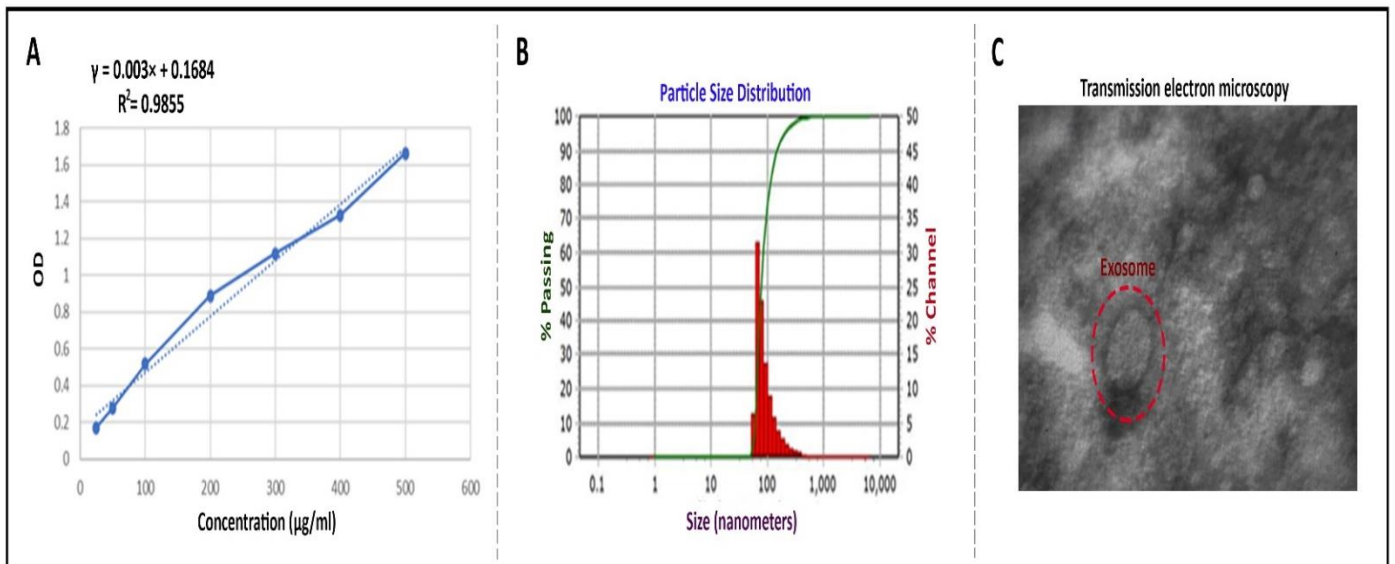 A
γ = 0.003× + 0.1684
R²= 0.9855
1.8
1.6
1.4
1.2
1
0.8
0.6
0.4
0.2
0
0 100 200 300 400 500 600
OD
Concentration (µg/ml)
B
Particle Size Distribution
100 50
90 45
80 40
70 35
60 30
50 25
40 20
30 15
20 10
10 5
0 0
0.1 1 10 100 1,000 10,000
% Passing
% Channel
Size (nanometers)
C
Transmission electron microscopy
Exosome